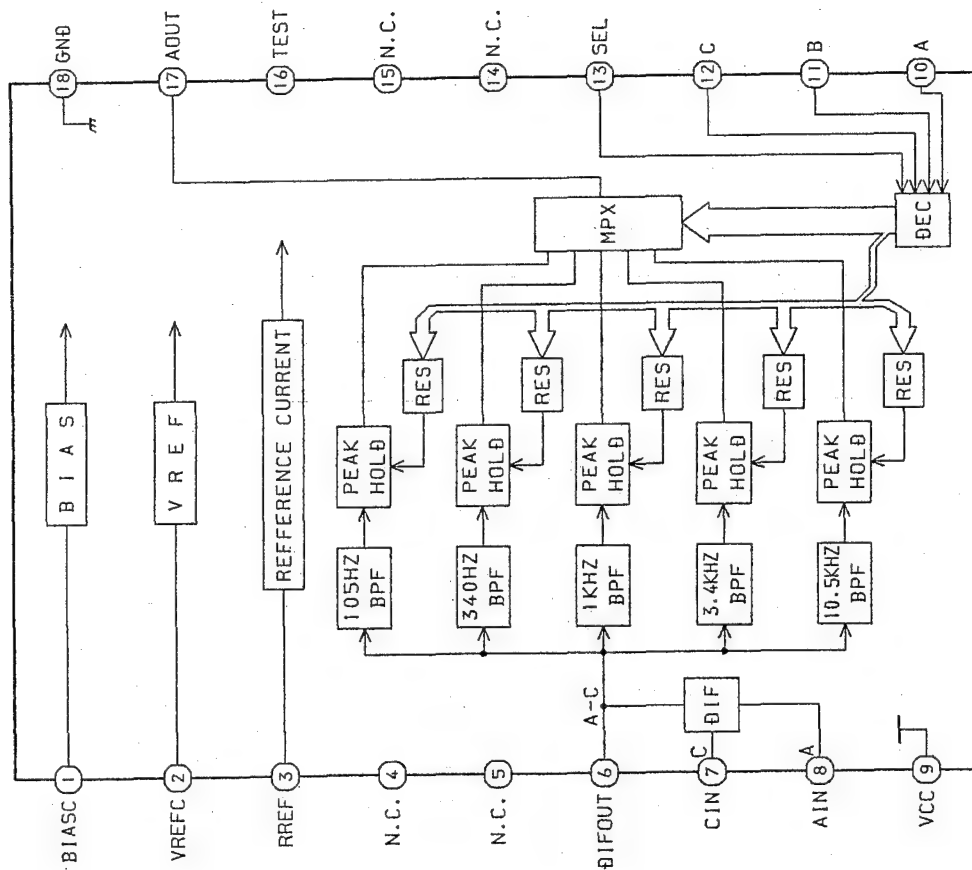 18 GND
17 AOUT
16 TEST
15 N.C.
14 N.C.
13 SEL
12 C
11 B
10 A
MPX
DEC
BIAS
VREF
REFFERENCE CURRENT
RES
RES
RES
RES
RES
PEAK
HOLD
PEAK
HOLD
PEAK
HOLD
PEAK
HOLD
PEAK
HOLD
105HZ
BPF
340HZ
BPF
1KHZ
BPF
3.4KHZ
BPF
10.5KHZ
BPF
A-C
DIF
C
A
1
BIASC
2
VREFC
3
RREF
4
N.C.
5
N.C.
6
DIFOUT
7
CIN
8
AIN
9
VCC